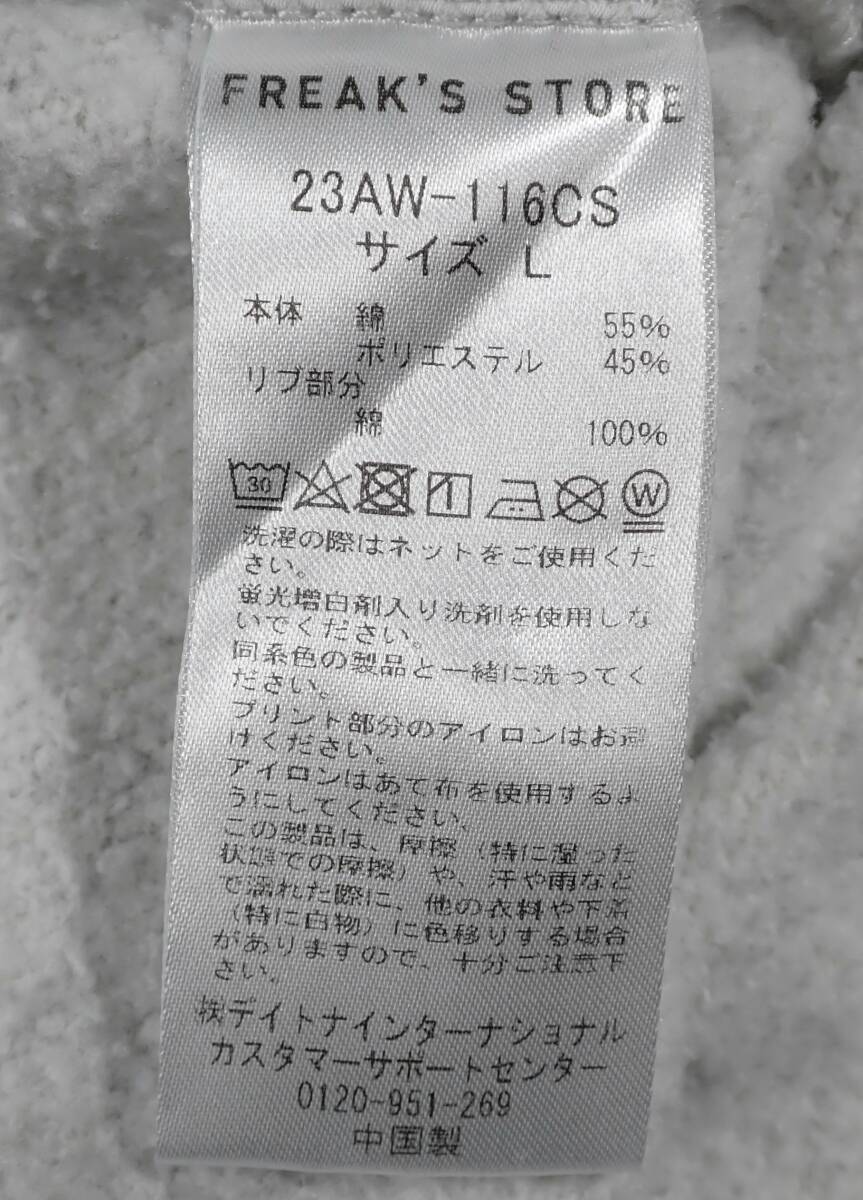 FREAK'S STORE
23AW-116CS
サイズ L
本体 綿 55%
ポリエステル 45%
リブ部分
綿 100%
30 W
洗濯の際はネットをご使用くだ
さい。
蛍光増白剤入り洗剤を使用しな
いでください。
同系色の製品と一緒に洗ってく
ださい。
プリント部分のアイロンはお避
けください。
アイロンはあて布を使用するよ
うにしてください。
この製品は、摩擦(特に湿った
状態での摩擦)や、汗や雨など
で濡れた際に、他の衣料や下着
(特に白物)に色移りする場合
がありますので、十分ご注意下
さい。
㈱デイトナインターナショナル
カスタマーサポートセンター
0120-951-269
中国製